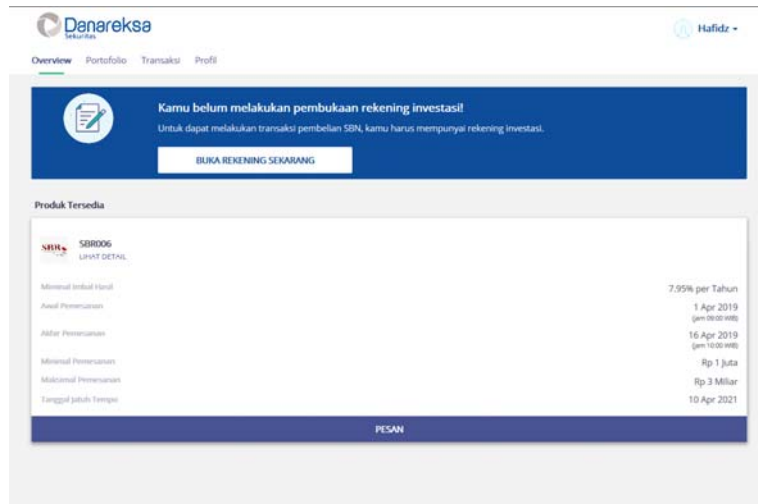 Danareksa
Sekuritas
Hafidz
Overview Portofolio Transaksi Profil
Kamu belum melakukan pembukaan rekening investasi!
Untuk dapat melakukan transaksi pembelian SBN, kamu harus mempunyai rekening investasi.
BUKA REKENING SEKARANG
Produk Tersedia
SBR
SBR006
LIHAT DETAIL
Minimal Imbal Hasil 7.95% per Tahun
Awal Pemesanan 1 Apr 2019
(jam 09:00 WIB)
Akhir Pemesanan 16 Apr 2019
(jam 10:00 WIB)
Minimal Pemesanan Rp 1 Juta
Maksimal Pemesanan Rp 3 Miliar
Tanggal Jatuh Tempo 10 Apr 2021
PESAN